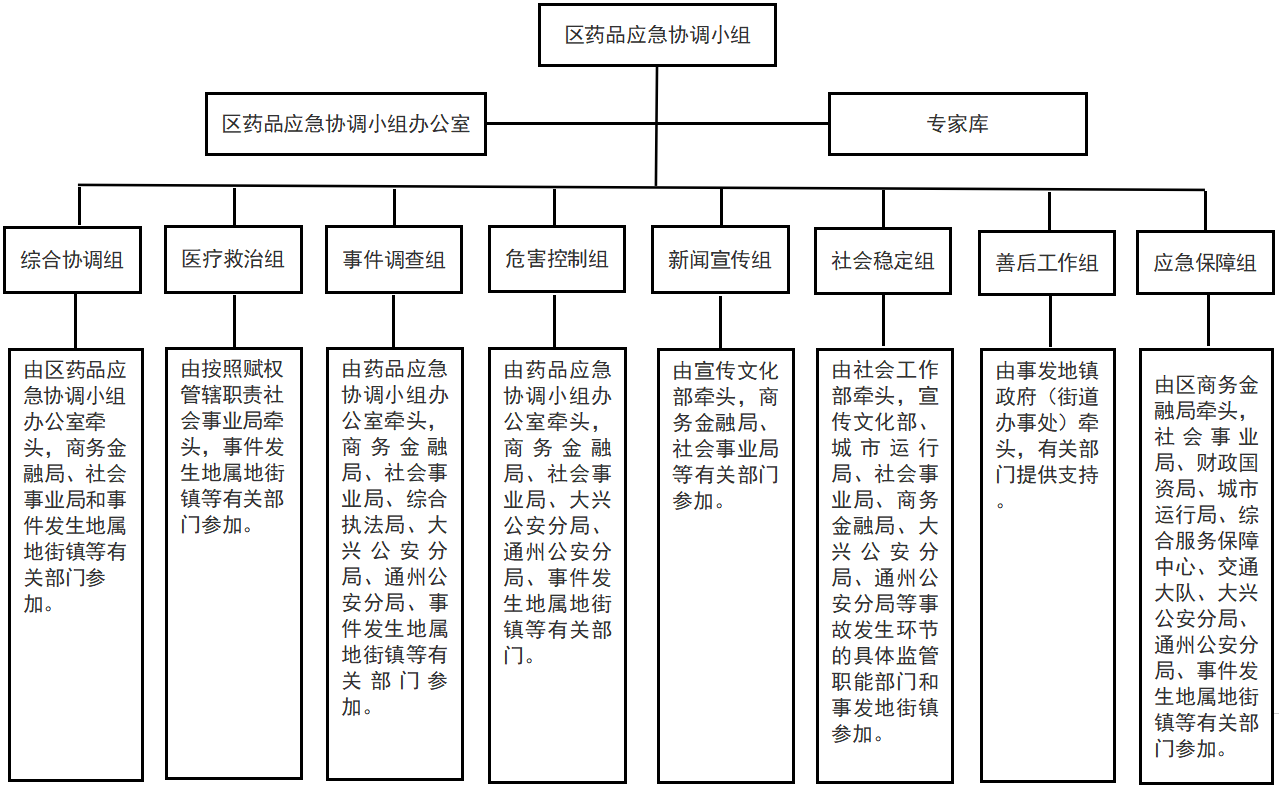 区药品应急协调小组
区药品应急协调小组办公室
专家库
综合协调组
医疗救治组
事件调查组
危害控制组
新闻宣传组
社会稳定组
善后工作组
应急保障组
由区药品应
急协调小组
办公室牵
头，商务金
融局、社会
事业局和事
件发生地属
地街镇等有
关部门参
加。
由按照赋权
管辖职责社
会事业局牵
头，事件发
生地属地街
镇等有关部
门参加。
由药品应急
协调小组办
公室牵头，
商务金融
局、社会事
业局、综合
执法局、大
兴公安分
局、通州公
安分局、事
件发生地属
地街镇等有
关部门参
加。
由药品应急
协调小组办
公室牵头，
商务金融
局、社会事
业局、大兴
公安分局、
通州公安分
局、事件发
生地属地街
镇等有关部
门。
由宣传文化
部牵头，商
务金融局、
社会事业局
等有关部门
参加。
由社会工作
部牵头，宣
传文化部、
城市运行
局、社会事
业局、商务
金融局、大
兴公安分
局、通州公
安分局等事
故发生环节
的具体监管
职能部门和
事发地街镇
参加。
由事发地镇
政府（街道
办事处）牵
头，有关部
门提供支持
。
由区商务金
融局牵头，
社会事业
局、财政国
资局、城市
运行局、综
合服务保障
中心、交通
大队、大兴
公安分局、
通州公安分
局、事件发
生地属地街
镇等有关部
门参加。